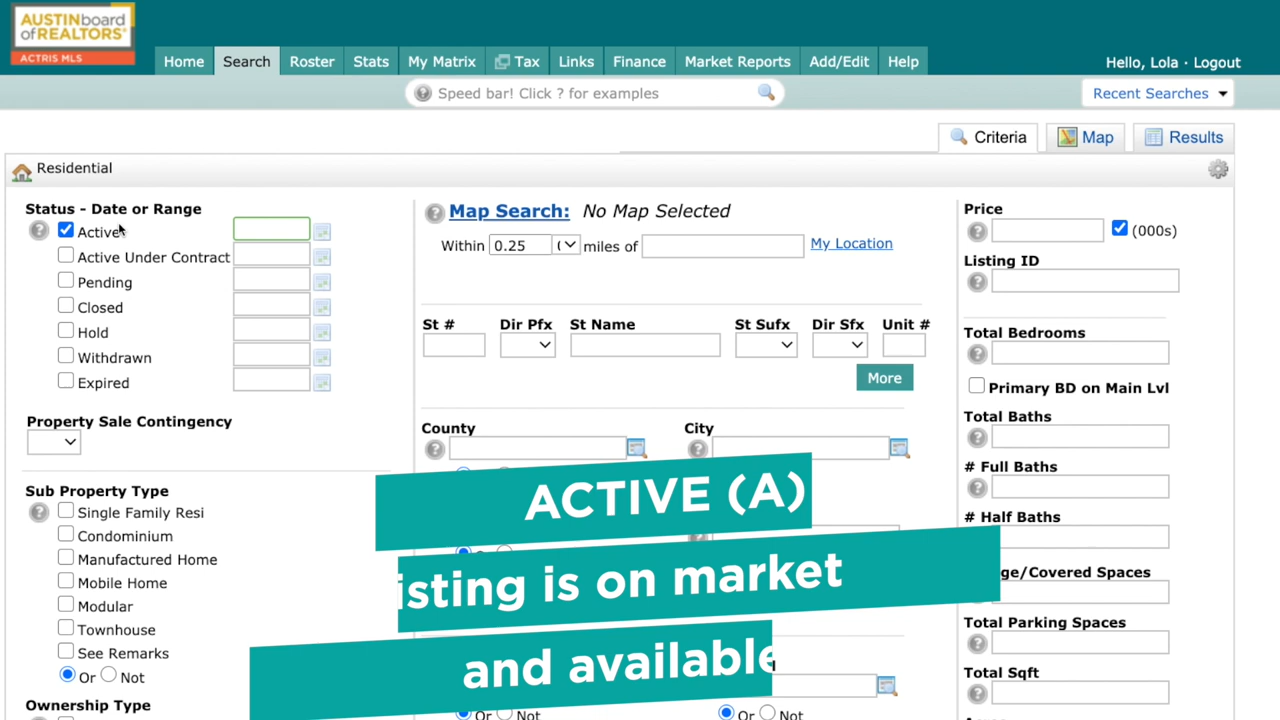 AUSTINboard
of REALTORS®
ACTRIS MLS
Home
Search
Roster
Stats
My Matrix
Tax
Links
Finance
Market Reports
Add/Edit
Help
Hello, Lola · Logout
Speed bar! Click ? for examples
Recent Searches
Criteria
Map
Results
Residential
Status - Date or Range
Active
Active Under Contract
Pending
Closed
Hold
Withdrawn
Expired
Property Sale Contingency
Sub Property Type
Single Family Resi
Condominium
Manufactured Home
Mobile Home
Modular
Townhouse
See Remarks
Or Not
Ownership Type
Map Search: No Map Selected
Within 0.25 miles of My Location
St # Dir Pfx St Name St Sufx Dir Sfx Unit #
More
County City
ACTIVE (A)
isting is on market
and available
Or Not Or Not
Price
(000s)
Listing ID
Total Bedrooms
Primary BD on Main Lvl
Total Baths
# Full Baths
# Half Baths
ge/Covered Spaces
Total Parking Spaces
Total Sqft